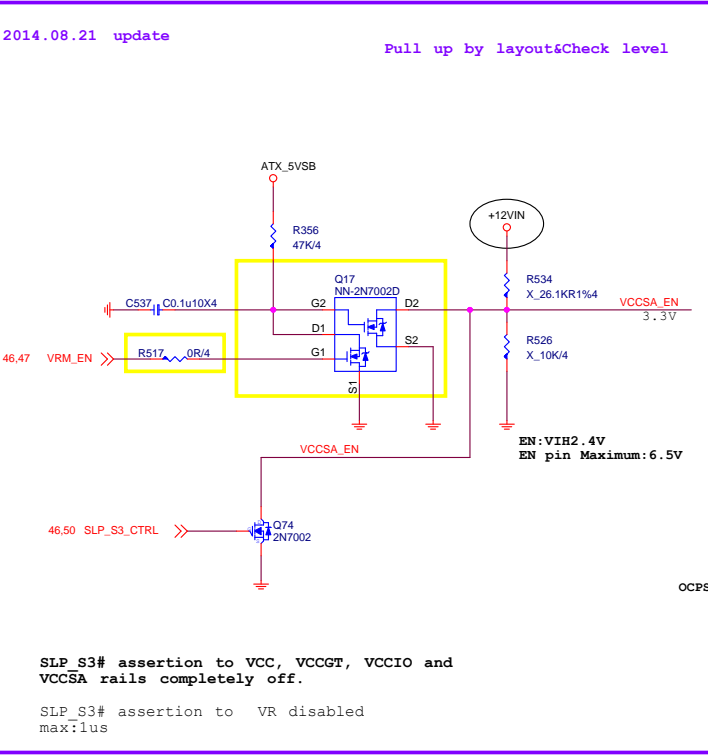 2014.08.21 update
Pull up by layout&Check level
ATX_5VSB
R356
47K/4
+12VIN
Q17
NN-2N7002D
R534
X_26.1KR1%4
C537
C0.1u10X4
G2
D2
VCCSA_EN
3.3V
D1
S2
R526
X_10K/4
46,47 VRM_EN
R517
0R/4
G1
S1
EN:VIH2.4V
EN pin Maximum:6.5V
VCCSA_EN
46,50 SLP_S3_CTRL
Q74
2N7002
OCPS
SLP_S3# assertion to VCC, VCCGT, VCCIO and
VCCSA rails completely off.
SLP_S3# assertion to VR disabled
max:1us